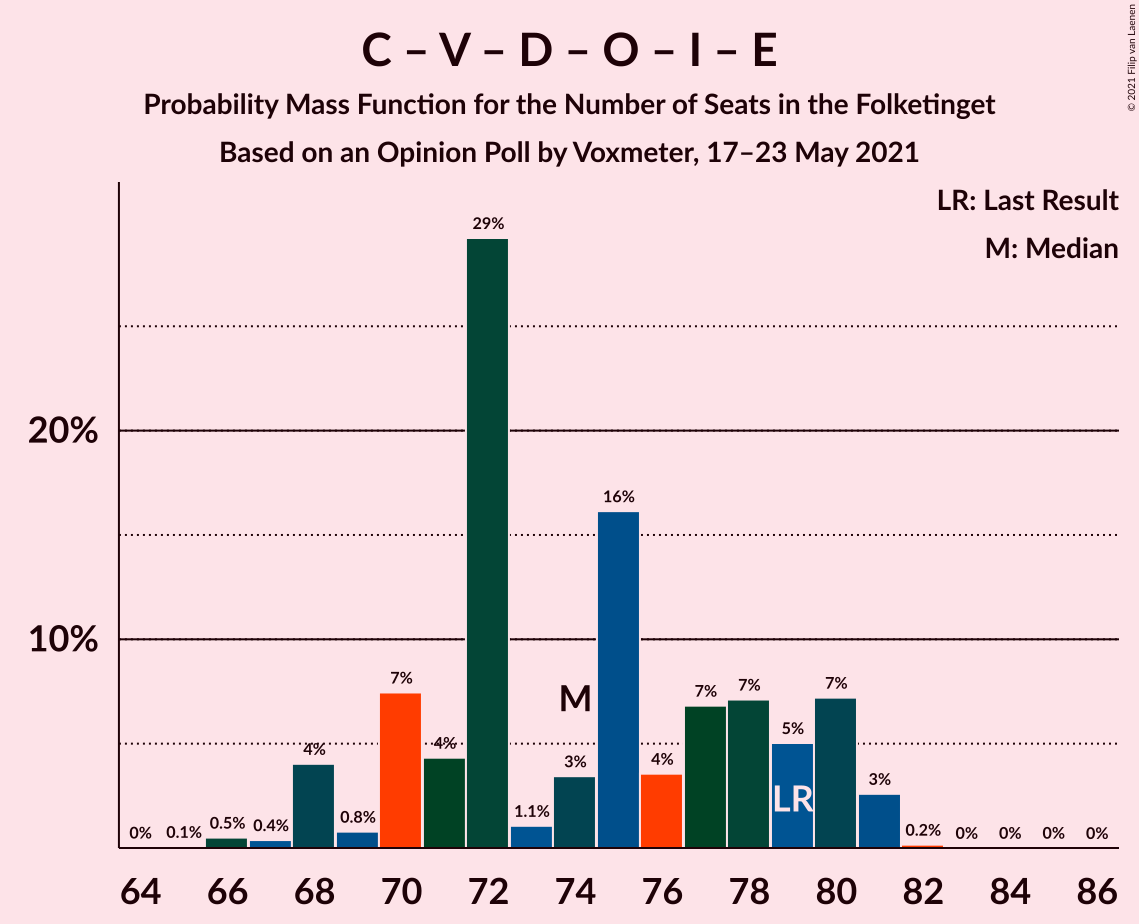 C – V – D – O – I – E
Probability Mass Function for the Number of Seats in the Folketinget
Based on an Opinion Poll by Voxmeter, 17–23 May 2021
© 2021 Filip van Laenen
LR: Last Result
M: Median
20%
10%
0%
0.1%
0.5%
0.4%
4%
0.8%
7%
4%
29%
1.1%
3%
16%
4%
7%
7%
5%
7%
3%
0.2%
0%
0%
0%
0%
M
LR
64 66 68 70 72 74 76 78 80 82 84 86